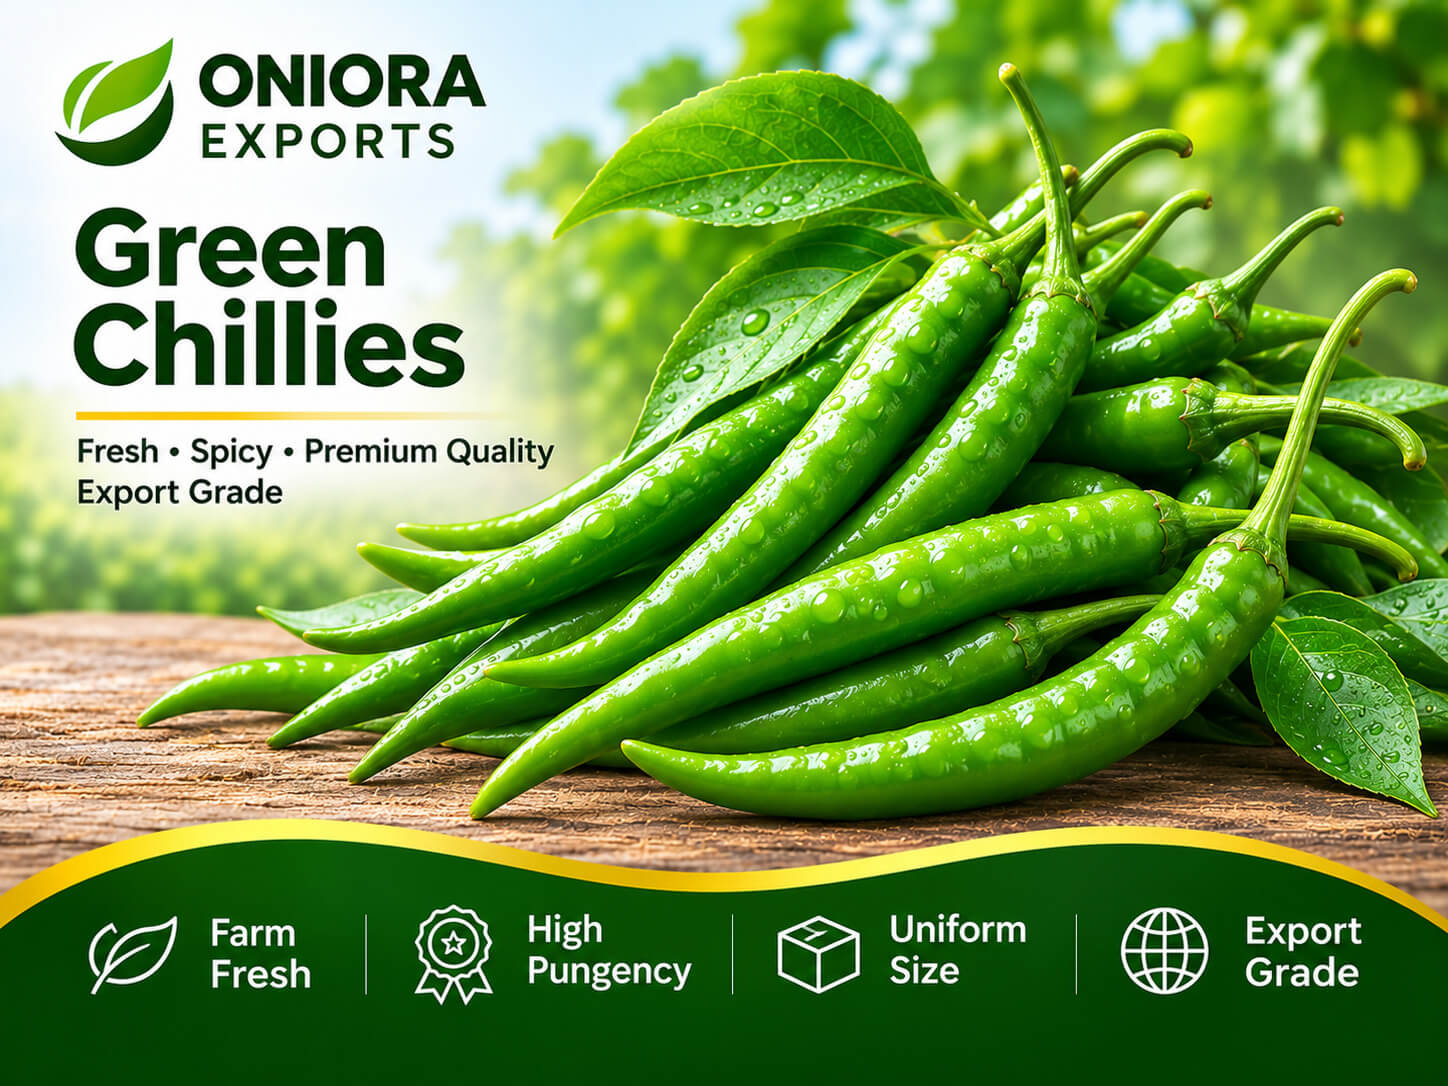 ONIORA
EXPORTS
Green
Chillies
Fresh • Spicy • Premium Quality
Export Grade
Farm
Fresh
High
Pungency
Uniform
Size
Export
Grade